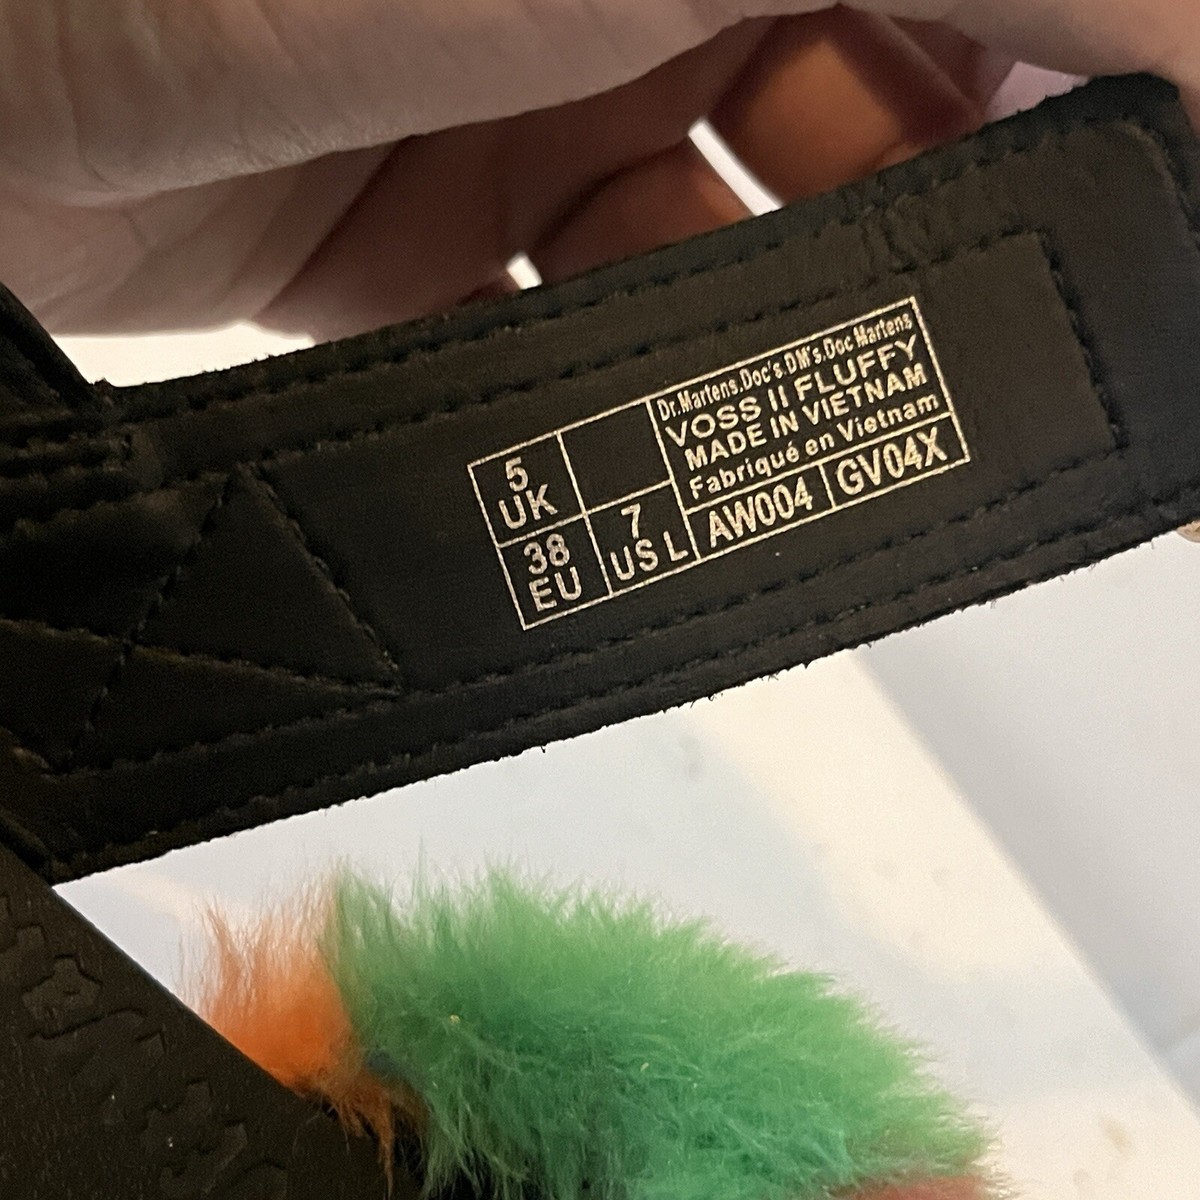 5
UK
38
EU
7
US L
Dr.Martens.Doc's.DM's.Doc Martens
VOSS II FLUFFY
MADE IN VIETNAM
Fabriqué en Vietnam
AW004 GV04X